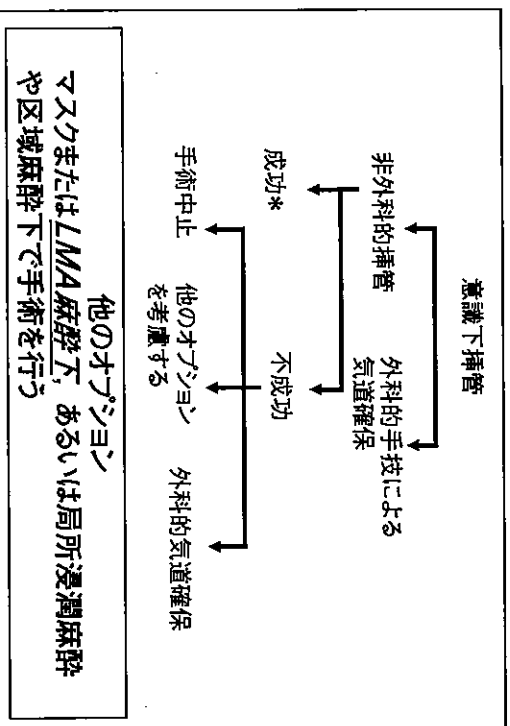 意識下挿管
非外科的挿管
外科的手技による
気道確保
成功*
不成功
手術中止
他のオプション
を考慮する
外科的気道確保
他のオプション
マスクまたはLMA麻酔下, あるいは局所浸潤麻酔
や区域麻酔下で手術を行う